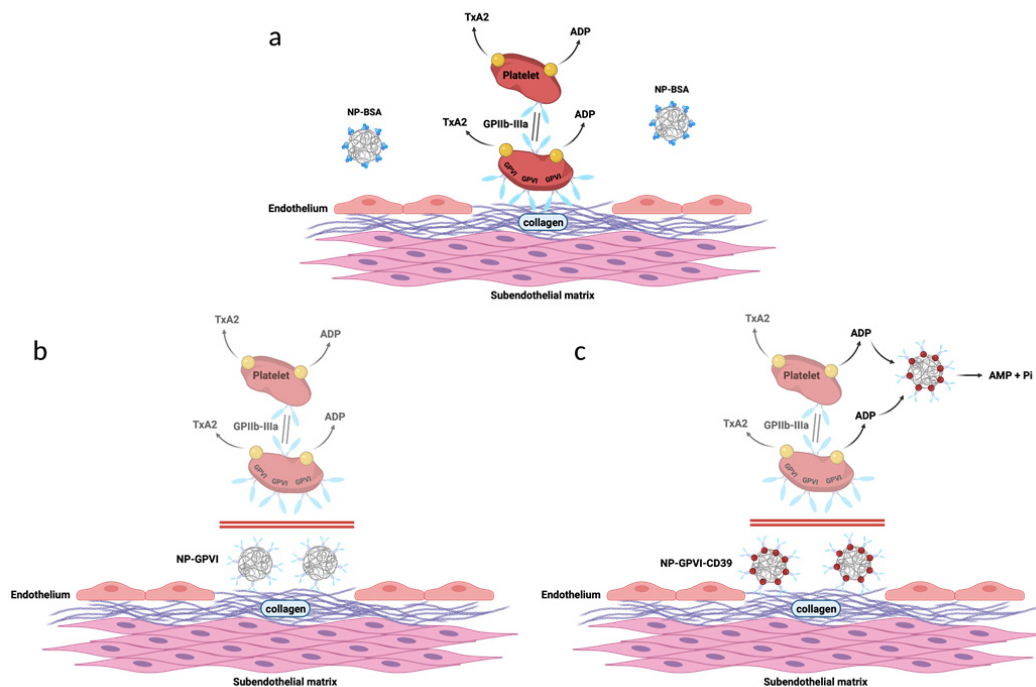 a
TxA2
ADP
Platelet
NP-BSA
NP-BSA
TxA2
GPIIb-IIIa
ADP
GPVI GPVI GPVI
Endothelium
collagen
Subendothelial matrix
b
TxA2
ADP
Platelet
TxA2
GPIIb-IIIa
ADP
GPVI GPVI GPVI
NP-GPVI
Endothelium
collagen
Subendothelial matrix
c
TxA2
ADP
Platelet
AMP + Pi
TxA2
GPIIb-IIIa
ADP
GPVI GPVI GPVI
NP-GPVI-CD39
Endothelium
collagen
Subendothelial matrix